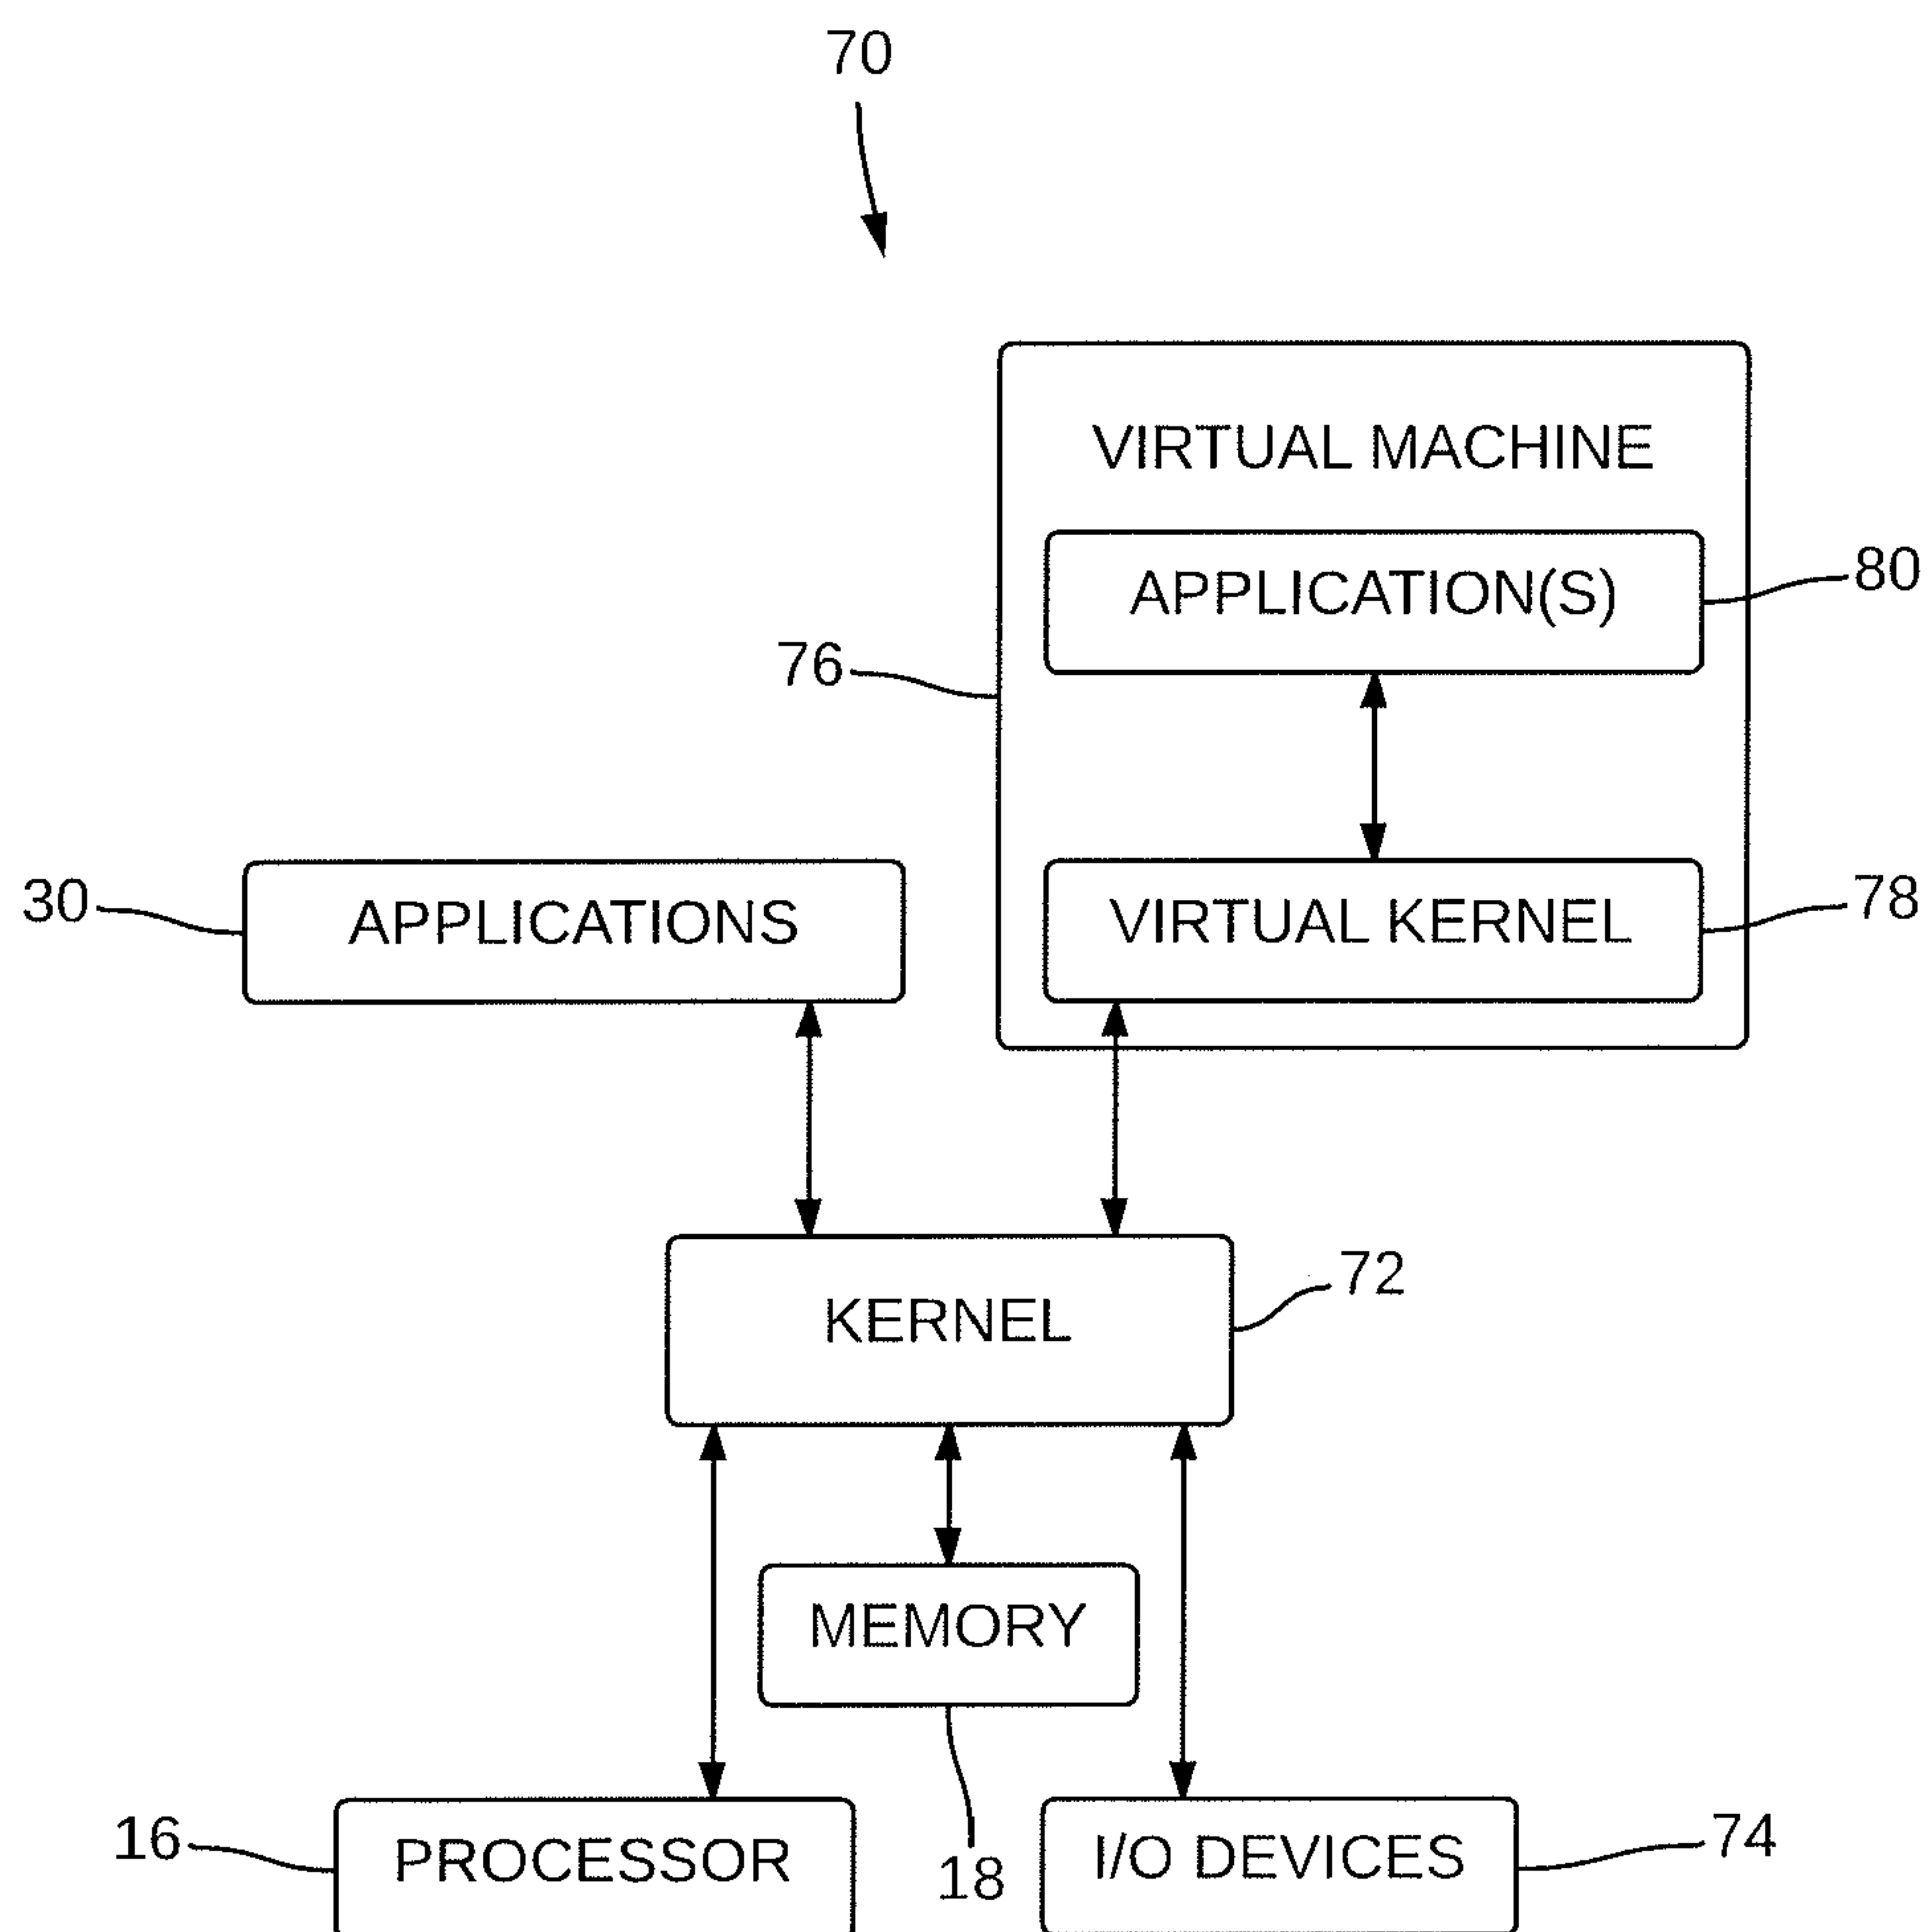 70
VIRTUAL MACHINE
APPLICATION(S)
80
76
30
APPLICATIONS
VIRTUAL KERNEL
78
KERNEL
72
MEMORY
16
PROCESSOR
18
I/O DEVICES
74